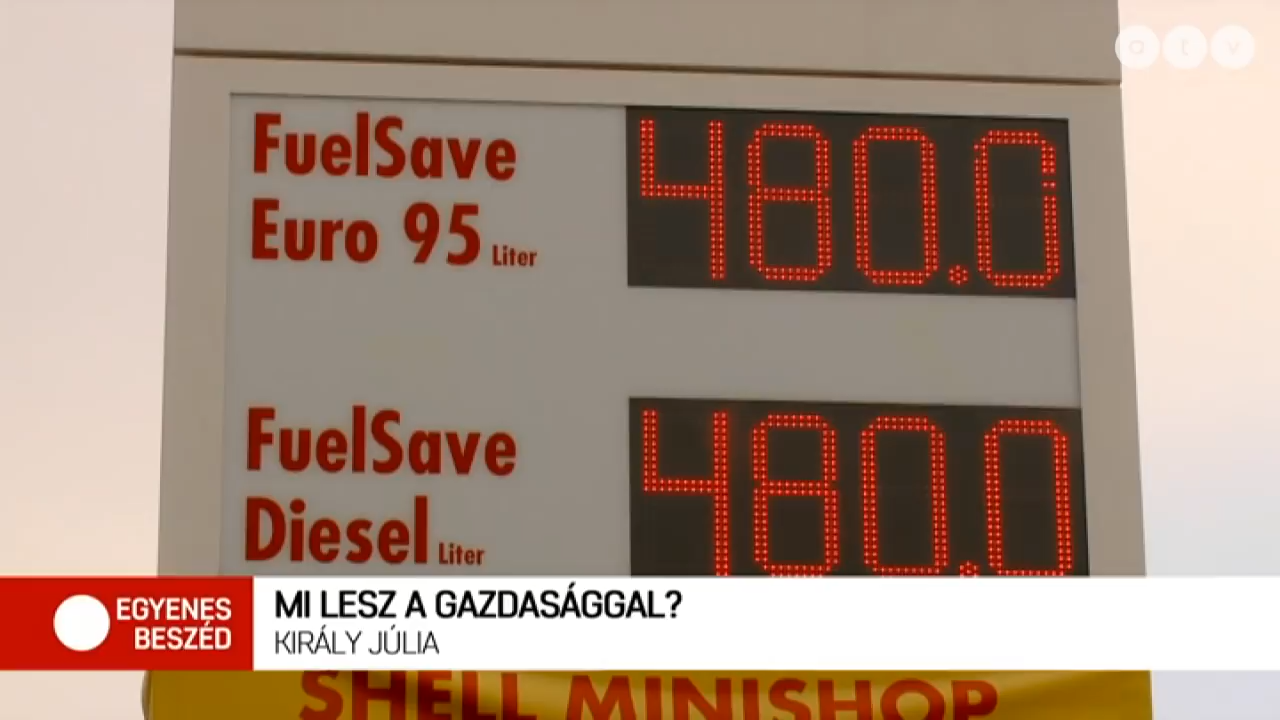 atv
FuelSave
Euro 95 Liter
480.0
FuelSave
Diesel Liter
480.0
EGYENES
BESZÉD
MI LESZ A GAZDASÁGGAL?
KIRÁLY JÚLIA
SHELL MINISHOP